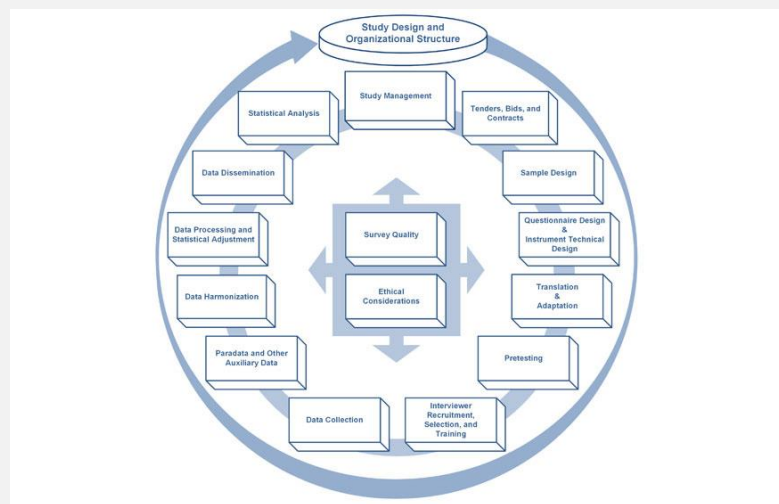 Study Design and
Organizational Structure
Study Management
Tenders, Bids, and
Contracts
Sample Design
Questionnaire Design
&
Instrument Technical
Design
Translation
&
Adaptation
Pretesting
Interviewer
Recruitment,
Selection, and
Training
Data Collection
Paradata and Other
Auxiliary Data
Data Harmonization
Data Processing and
Statistical Adjustment
Data Dissemination
Statistical Analysis
Survey Quality
Ethical
Considerations